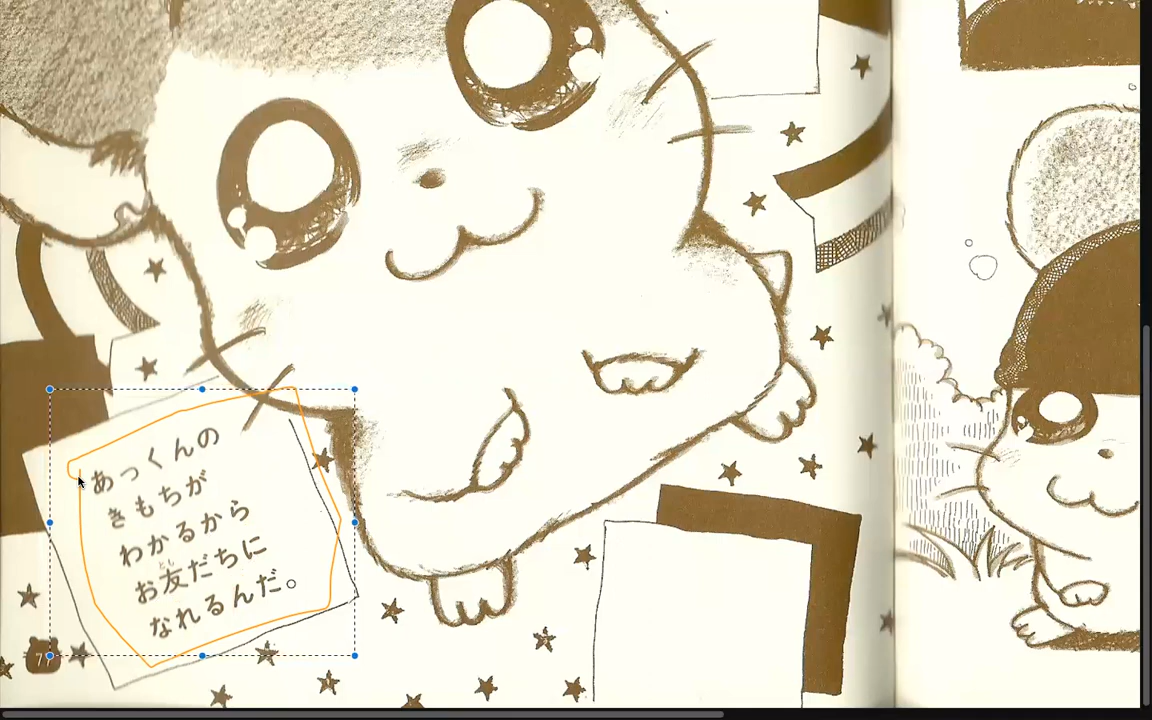 あっくんの
きもちが
わかるから
お友だちに
なれるんだ。